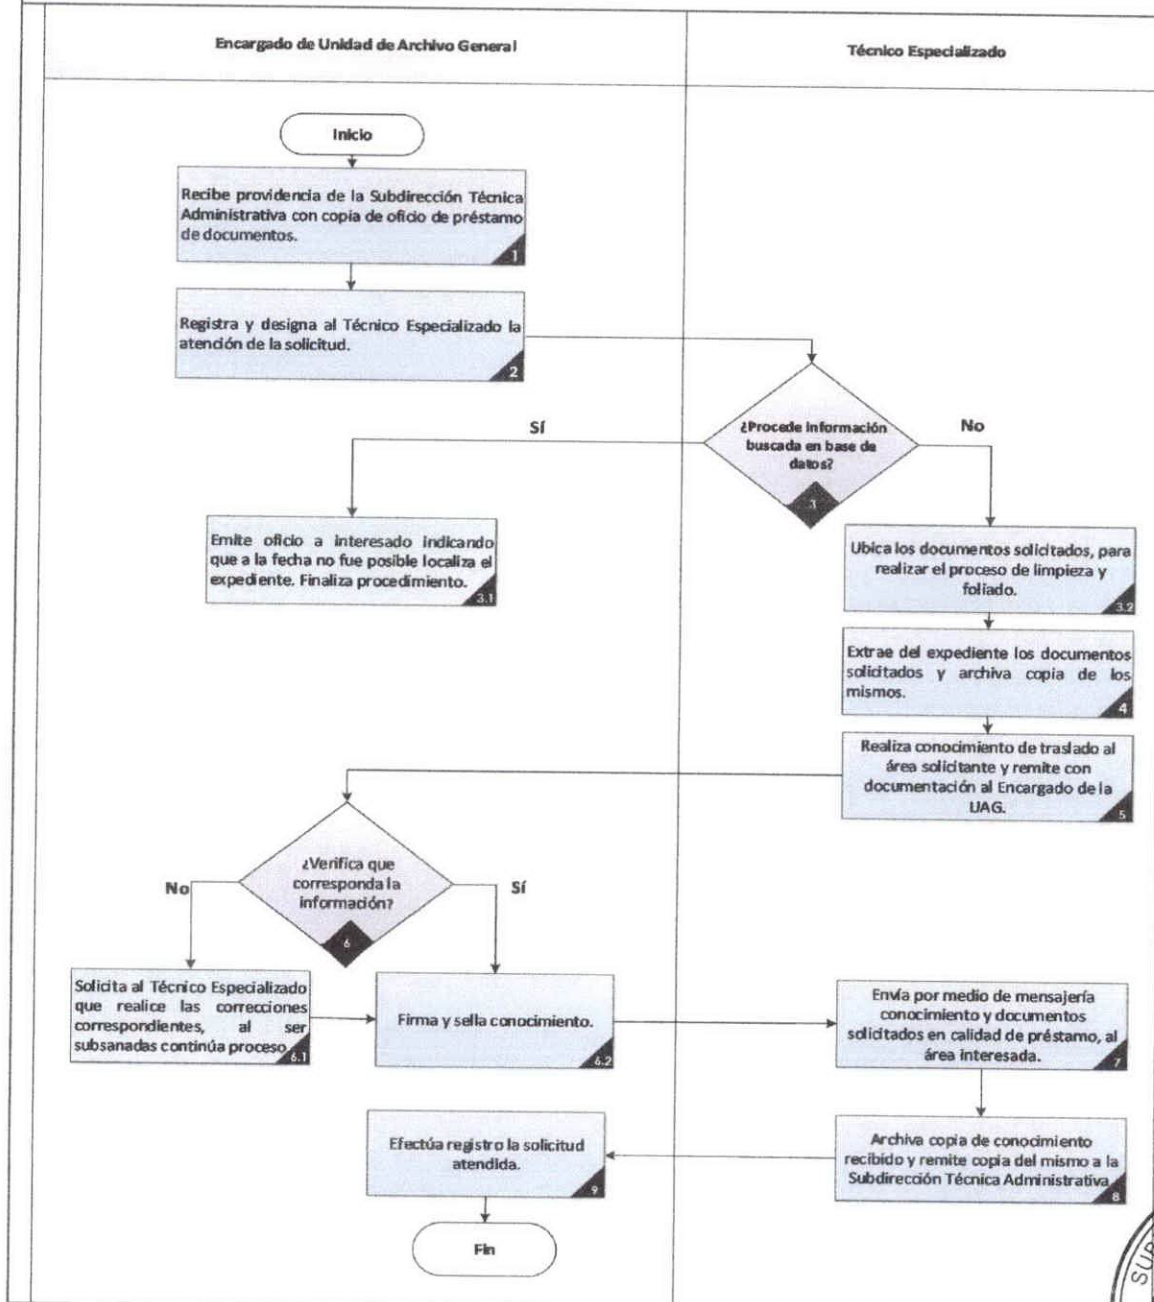 Encargado de Unidad de Archivo General
Técnico Especializado
Inicio
Recibe providencia de la Subdirección Técnica
Administrativa con copia de oficio de préstamo
de documentos.
1
Registra y designa al Técnico Especializado la
atención de la solicitud.
2
¿Procede información
buscada en base de
datos?
3
Sí
No
Emite oficio a interesado indicando
que a la fecha no fue posible localiza el
expediente. Finaliza procedimiento.
3.1
Ubica los documentos solicitados, para
realizar el proceso de limpieza y
foliado.
3.2
Extrae del expediente los documentos
solicitados y archiva copia de los
mismos.
4
Realiza conocimiento de traslado al
área solicitante y remite con
documentación al Encargado de la
UAG.
5
¿Verifica que
corresponda la
información?
6
No
Sí
Solicita al Técnico Especializado
que realice las correcciones
correspondientes, al ser
subsanadas continúa proceso
6.1
Firma y sella conocimiento.
6.2
Envía por medio de mensajería
conocimiento y documentos
solicitados en calidad de préstamo, al
área interesada.
7
Archiva copia de conocimiento
recibido y remite copia del mismo a la
Subdirección Técnica Administrativa
8
Efectúa registro la solicitud
atendida.
9
Fin
SUB